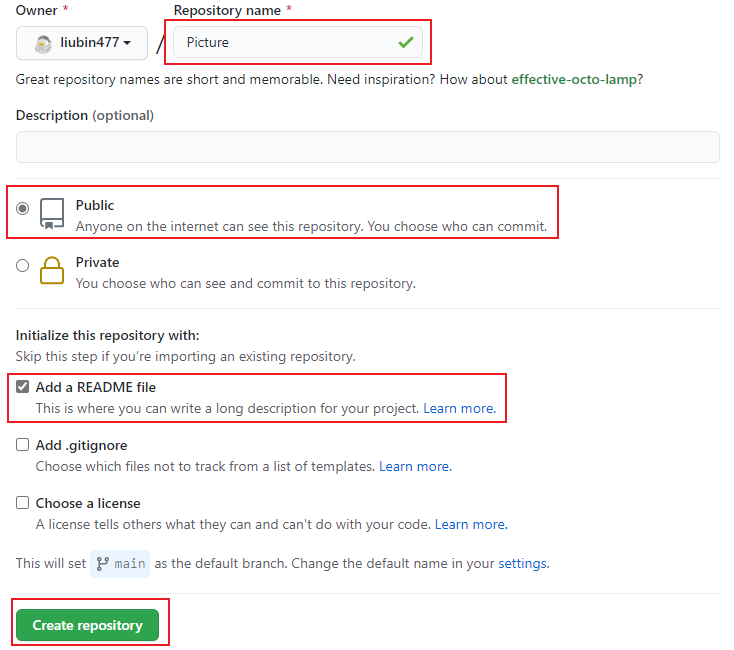 Owner * Repository name *
liubin477 / Picture
Great repository names are short and memorable. Need inspiration? How about effective-octo-lamp?
Description (optional)
Public
Anyone on the internet can see this repository. You choose who can commit.
Private
You choose who can see and commit to this repository.
Initialize this repository with:
Skip this step if you're importing an existing repository.
Add a README file
This is where you can write a long description for your project. Learn more.
Add .gitignore
Choose which files not to track from a list of templates. Learn more.
Choose a license
A license tells others what they can and can't do with your code. Learn more.
This will set main as the default branch. Change the default name in your settings.
Create repository